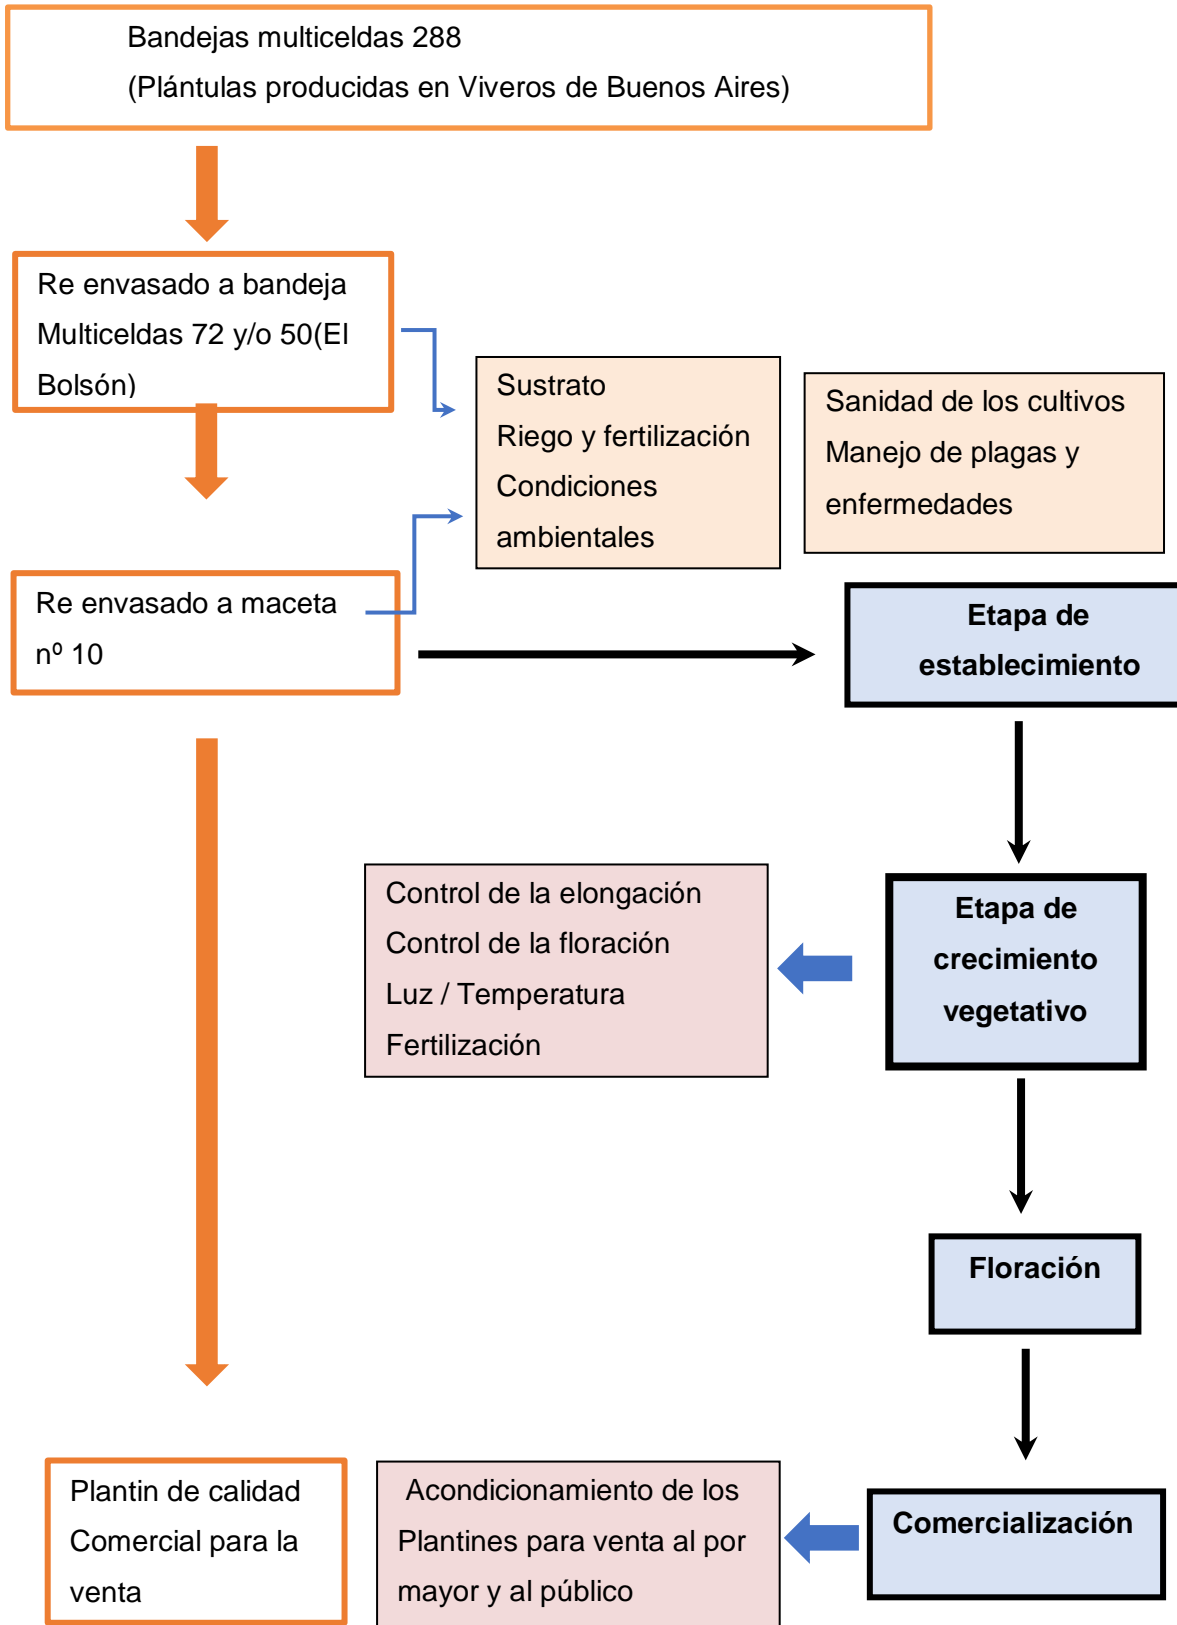 Bandejas multiceldas 288
(Plántulas producidas en Viveros de Buenos Aires)
Re envasado a bandeja
Multiceldas 72 y/o 50(El
Bolsón)
Sustrato
Riego y fertilización
Condiciones
ambientales
Sanidad de los cultivos
Manejo de plagas y
enfermedades
Re envasado a maceta
nº 10
Etapa de
establecimiento
Control de la elongación
Control de la floración
Luz / Temperatura
Fertilización
Etapa de
crecimiento
vegetativo
Floración
Plantin de calidad
Comercial para la
venta
Acondicionamiento de los
Plantines para venta al por
mayor y al público
Comercialización